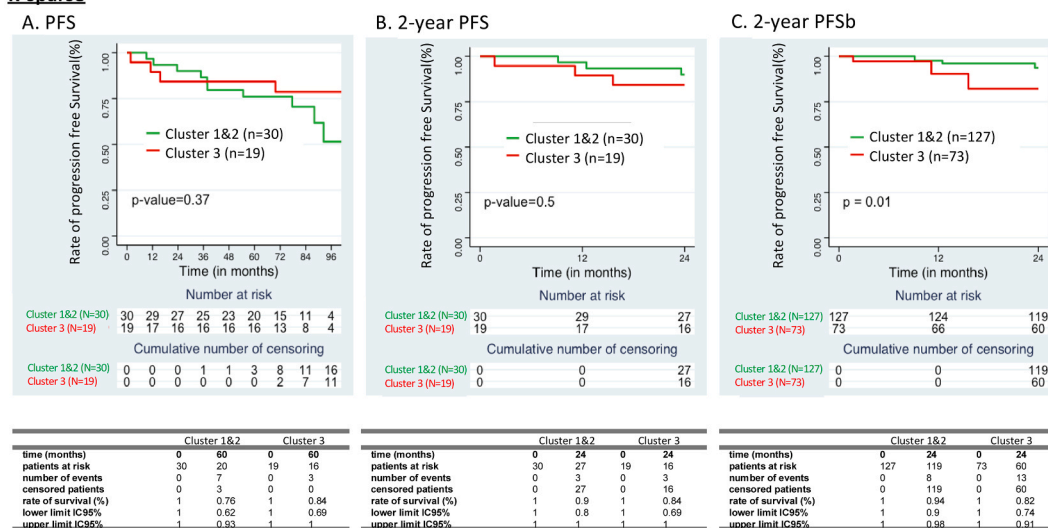 A. PFS
Rate of progression free Survival(%)
1.00
0.75
0.50
0.25
0.00
Cluster 1&2 (n=30)
Cluster 3 (n=19)
p-value=0.37
0 12 24 36 48 60 72 84 96
Time (in months)
Number at risk
Cluster 1&2 (N=30) 30 29 27 25 23 20 15 11 4
Cluster 3 (N=19) 19 17 16 16 16 16 13 8 4
Cumulative number of censoring
Cluster 1&2 (N=30) 0 0 0 1 1 3 8 11 16
Cluster 3 (N=19) 0 0 0 0 0 0 2 7 11
Cluster 1&2 Cluster 3
time (months) 0 60 0 60
patients at risk 30 20 19 16
number of events 0 7 0 3
censored patients 0 3 0 0
rate of survival (%) 1 0.76 1 0.84
lower limit IC95% 1 0.62 1 0.69
upper limit IC95% 1 0.93 1 1
B. 2-year PFS
Rate of progression free Survival(%)
1.00
0.75
0.50
0.25
0.00
Cluster 1&2 (n=30)
Cluster 3 (n=19)
p-value=0.5
0 12 24
Time (in months)
Number at risk
Cluster 1&2 (N=30) 30 29 27
Cluster 3 (N=19) 19 17 16
Cumulative number of censoring
Cluster 1&2 (N=30) 0 0 27
Cluster 3 (N=19) 0 0 16
Cluster 1&2 Cluster 3
time (months) 0 24 0 24
patients at risk 30 27 19 16
number of events 0 3 0 3
censored patients 0 27 0 16
rate of survival (%) 1 0.9 1 0.84
lower limit IC95% 1 0.8 1 0.69
upper limit IC95% 1 1 1 1
C. 2-year PFSb
Rate of progression free Survival(%)
1.00
0.75
0.50
0.25
0.00
Cluster 1&2 (n=127)
Cluster 3 (n=73)
p = 0.01
0 12 24
Time (in months)
Number at risk
Cluster 1&2 (N=127) 127 124 119
Cluster 3 (N=73) 73 66 60
Cumulative number of censoring
Cluster 1&2 (N=127) 0 0 119
Cluster 3 (N=73) 0 0 60
Cluster 1&2 Cluster 3
time (months) 0 24 0 24
patients at risk 127 119 73 60
number of events 0 8 0 13
censored patients 0 119 0 60
rate of survival (%) 1 0.94 1 0.82
lower limit IC95% 1 0.9 1 0.74
upper limit IC95% 1 0.98 1 0.91